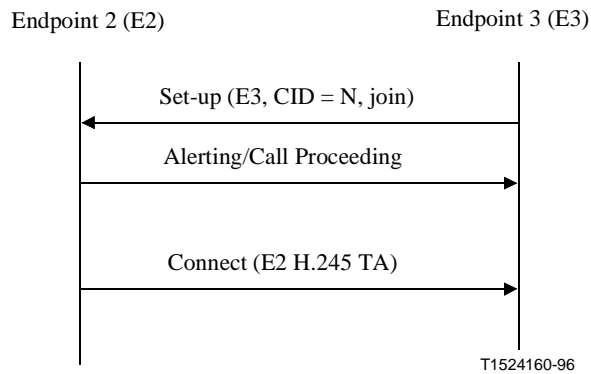 Endpoint 2 (E2)
Endpoint 3 (E3)
Set-up (E3, CID = N, join)
Alerting/Call Proceeding
Connect (E2 H.245 TA)
T1524160-96